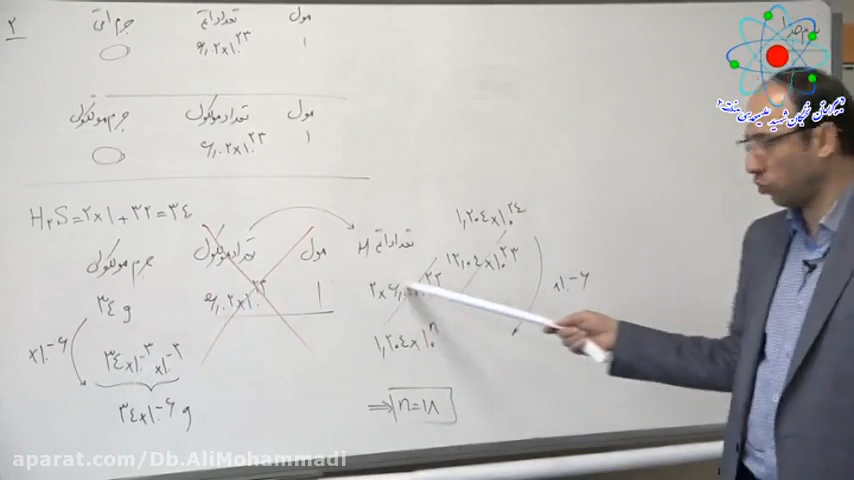 ۲
مول تعداد اتم جرم اتمی
۱ ۶/۰۲×۱۰^۲۳
مول تعداد مولکول جرم مولکولی
۱ ۶/۰۲×۱۰^۲۳
H₂S=۲×۱+۳۲=۳۴
مول تعداد مولکول جرم مولکولی
۱ ۶/۰۲×۱۰^۲۳ ۳۴ g
×۱۰^-۶ ۳۴×۱۰^-۳×۱۰^-۳
۳۴×۱۰^-۶ g
تعداد اتم H
۱/۲۰۴×۱۰^۲۴
۱۲/۰۴×۱۰^۲۳
×۱۰^-۶
۱/۲۰۴×۱۰^n
⇒ n=۱۸
aparat.com/Db.AliMohammadi